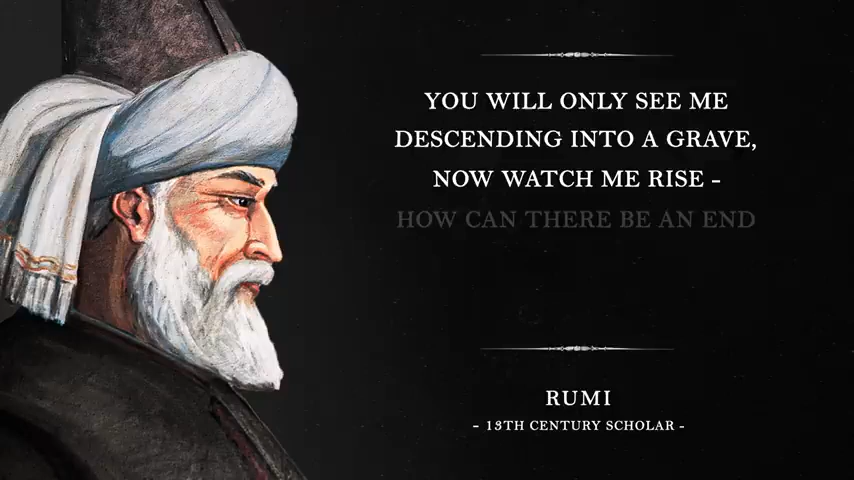 YOU WILL ONLY SEE ME
DESCENDING INTO A GRAVE,
NOW WATCH ME RISE -
HOW CAN THERE BE AN END
RUMI
- 13TH CENTURY SCHOLAR -